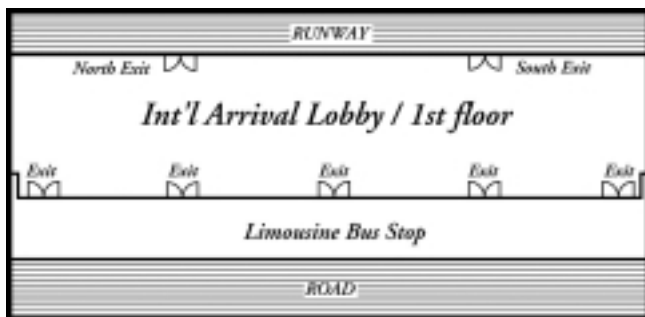 RUNWAY
North Exit
South Exit
Int'l Arrival Lobby / 1st floor
Exit
Exit
Exit
Exit
Exit
Limousine Bus Stop
ROAD